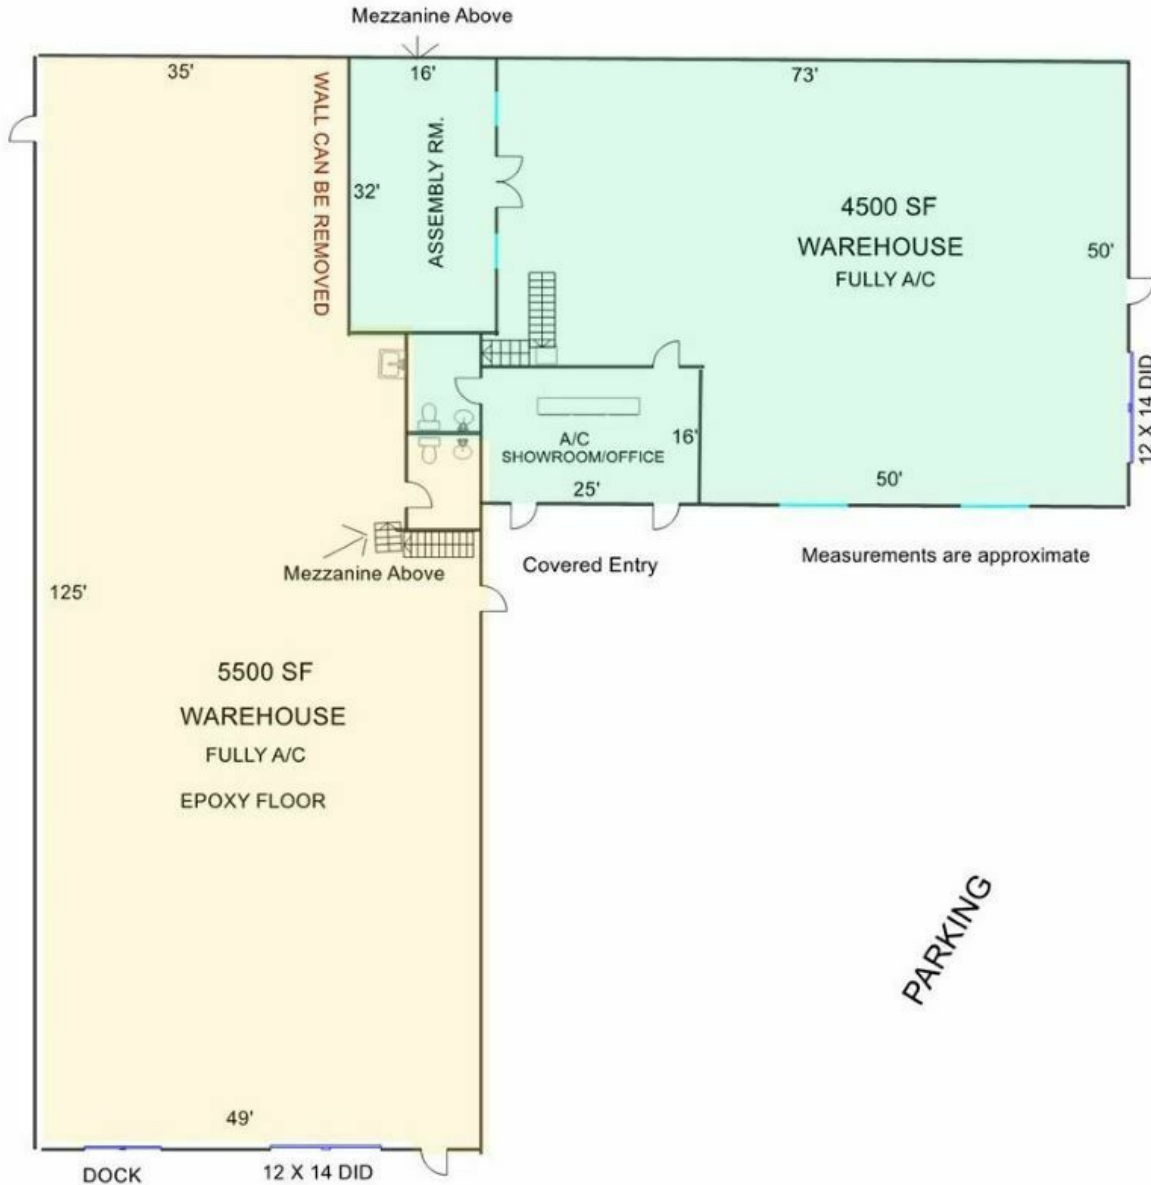 Mezzanine Above
35'
16'
73'
WALL CAN BE REMOVED
ASSEMBLY RM.
32'
4500 SF
WAREHOUSE
FULLY A/C
50'
12 X 14 DID
A/C
SHOWROOM/OFFICE
16'
25'
50'
Covered Entry
Measurements are approximate
Mezzanine Above
125'
5500 SF
WAREHOUSE
FULLY A/C
EPOXY FLOOR
PARKING
49'
DOCK
12 X 14 DID